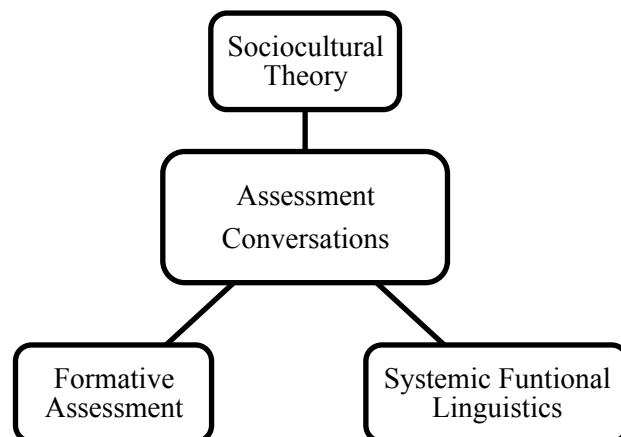 Sociocultural
Theory
Assessment
Conversations
Formative
Assessment
Systemic Funtional
Linguistics